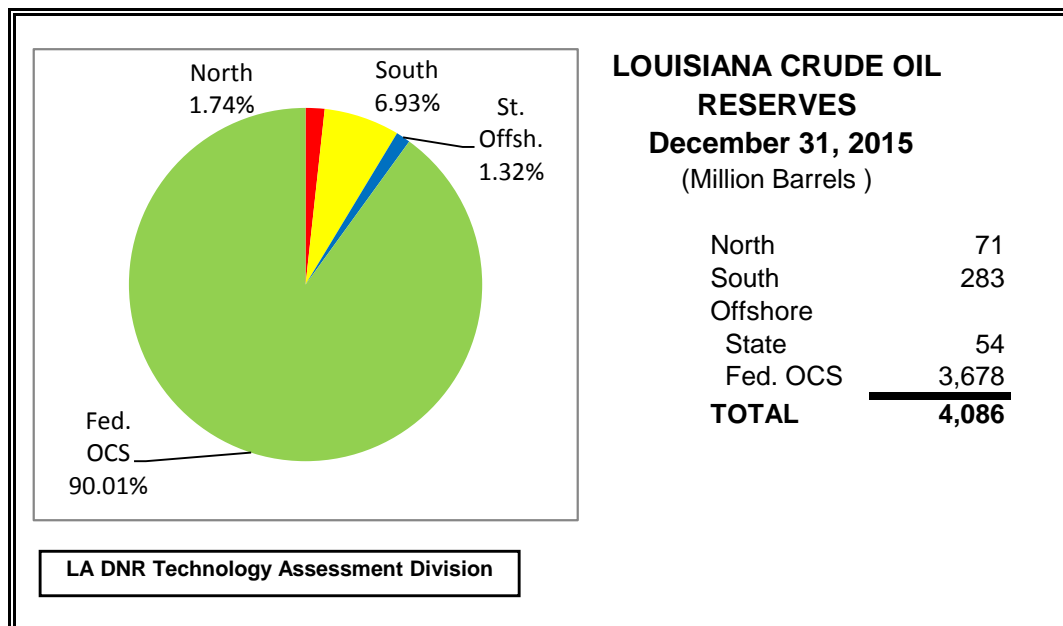 North
1.74%
South
6.93%
St.
Offsh.
1.32%
Fed.
OCS
90.01%
LOUISIANA CRUDE OIL
RESERVES
December 31, 2015
(Million Barrels )
North 71
South 283
Offshore
State 54
Fed. OCS 3,678
TOTAL 4,086
LA DNR Technology Assessment Division